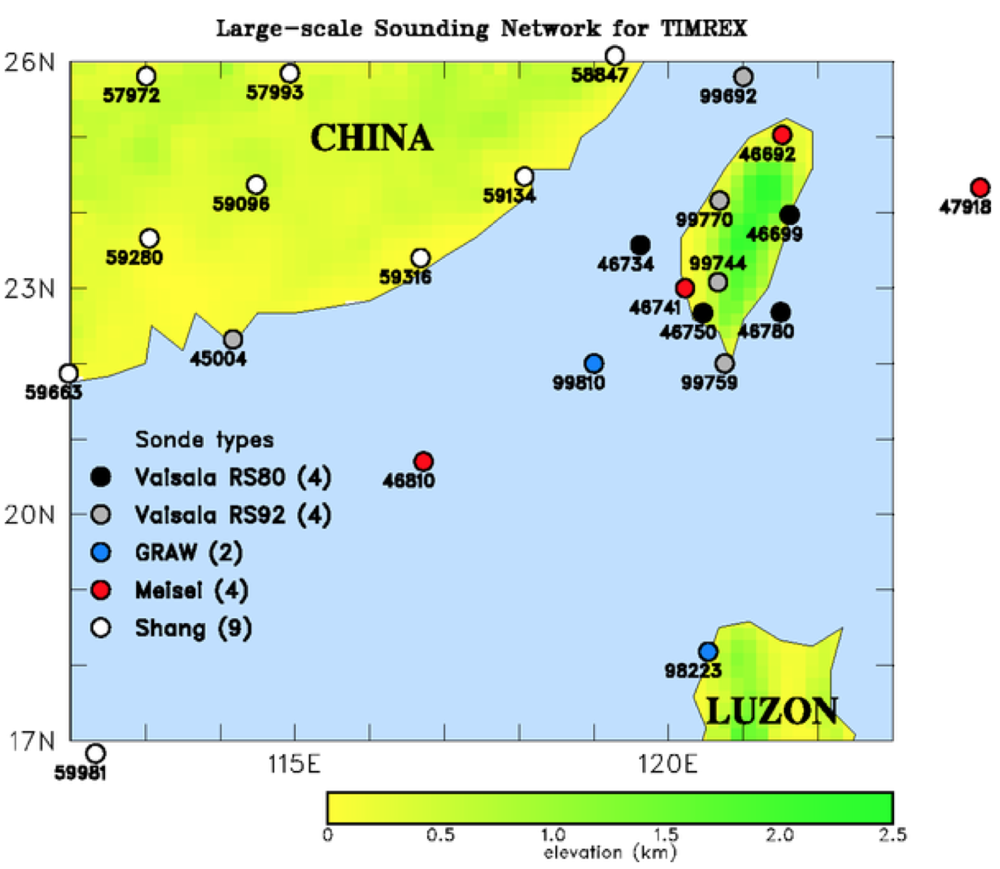 Large-scale Sounding Network for TIMREX
26N
58847
57972
57993
99692
CHINA
46692
59134
59096
47918
99770
46699
59280
46734
99744
59316
23N
46741
46750
46780
45004
99810
99759
59663
Sonde types
46810
Vaisala RS80 (4)
20N
Vaisala RS92 (4)
GRAW (2)
Meisei (4)
Shang (9)
98223
LUZON
17N
115E
120E
59981
0
0.5
1.0
1.5
2.0
2.5
elevation (km)